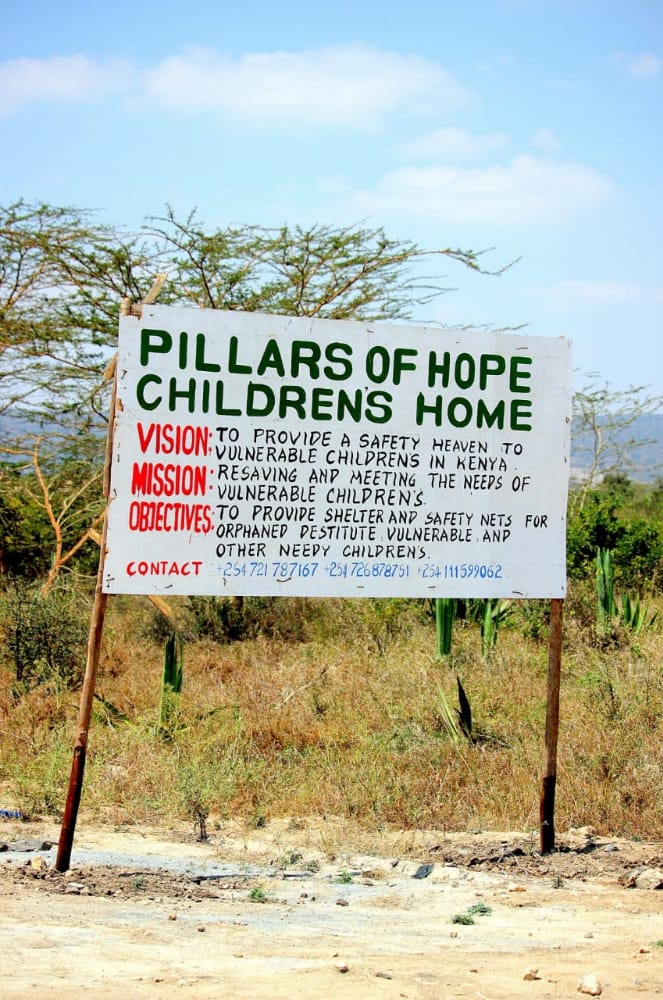 PILLARS OF HOPE
CHILDREN'S HOME
VISION: TO PROVIDE A SAFETY HEAVEN TO
VULNERABLE CHILDREN'S IN KENYA.
MISSION: RESAVING AND MEETING THE NEEDS OF
VULNERABLE CHILDREN'S.
OBJECTIVES: TO PROVIDE SHELTER AND SAFETY NETS FOR
ORPHANED DESTITUTE, VULNERABLE, AND
OTHER NEEDY CHILDREN'S.
CONTACT +254 721 787167 +254 726878751 +254 111599062